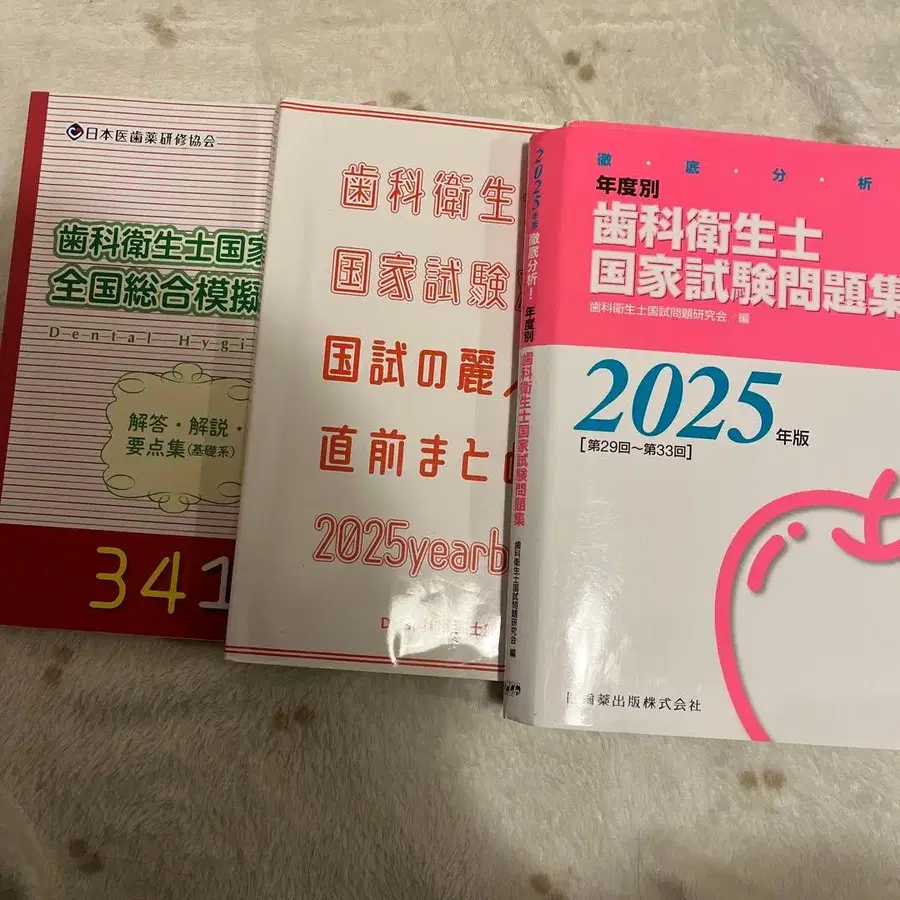 日本医歯薬研修協会
歯科衛生士国家
全国総合模擬
Dental Hygi
解答・解説・
要点集(基礎系)
341
歯科衛生士
国家試験
国試の麗人
直前まとめ
2025yearb
2025年版 徹底分析!年度別 歯科衛生士国家試験問題集 歯科衛生士国試問題研究会 編
徹・底・分・析
年度別
歯科衛生士
国家試験問題集
歯科衛生士国試問題研究会/編
2025年版
[第29回~第33回]
医歯薬出版株式会社